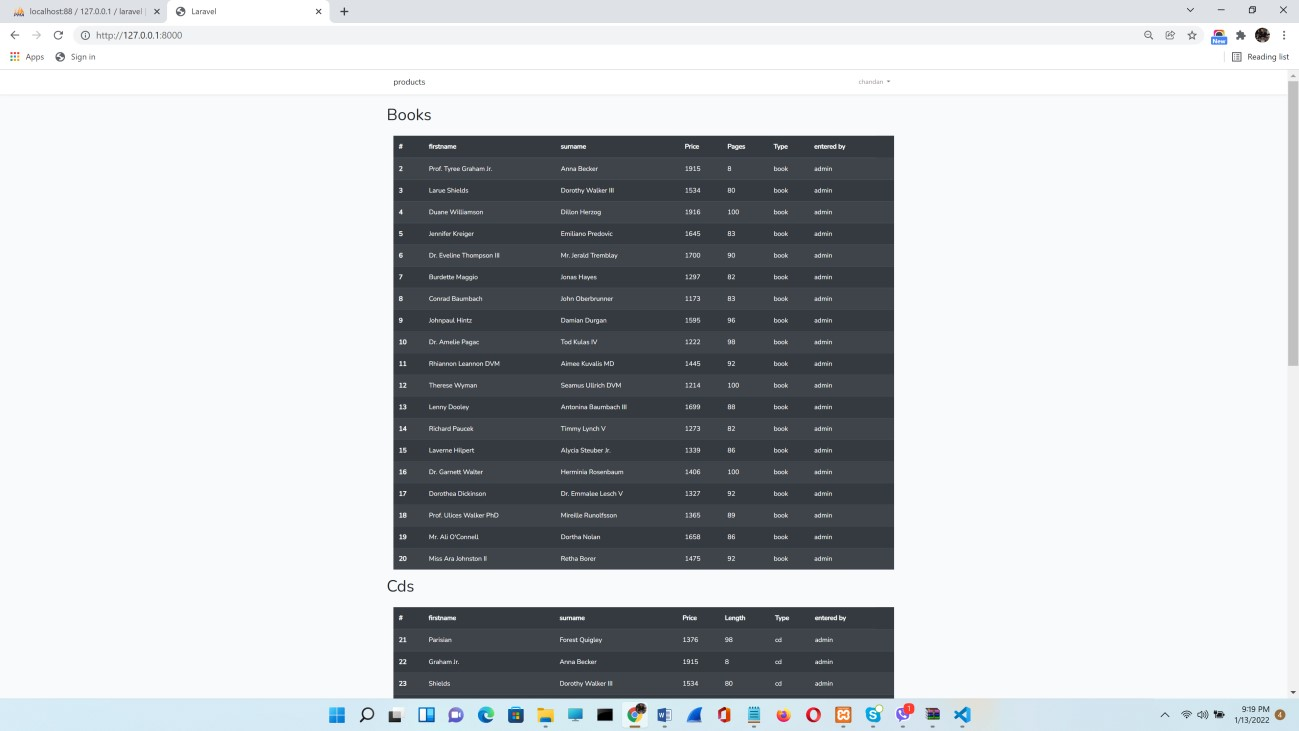 localhost:88 / 127.0.0.1 / laravel
Laravel
http://127.0.0.1:8000
New
Apps
Sign in
Reading list
products
chandan
Books
# firstname surname Price Pages Type entered by
2 Prof. Tyree Graham Jr. Anna Becker 1915 8 book admin
3 Larue Shields Dorothy Walker III 1534 80 book admin
4 Duane Williamson Dillon Herzog 1916 100 book admin
5 Jennifer Kreiger Emiliano Predovic 1645 83 book admin
6 Dr. Eveline Thompson III Mr. Jerald Tremblay 1700 90 book admin
7 Burdette Maggio Jonas Hayes 1297 82 book admin
8 Conrad Baumbach John Oberbrunner 1173 83 book admin
9 Johnpaul Hintz Damian Durgan 1595 96 book admin
10 Dr. Amelie Pagac Tod Kulas IV 1222 98 book admin
11 Rhiannon Leannon DVM Aimee Kuvalis MD 1445 92 book admin
12 Therese Wyman Seamus Ullrich DVM 1214 100 book admin
13 Lenny Dooley Antonina Baumbach III 1699 88 book admin
14 Richard Paucek Timmy Lynch V 1273 82 book admin
15 Laverne Hilpert Alycia Steuber Jr. 1339 86 book admin
16 Dr. Garnett Walter Herminia Rosenbaum 1406 100 book admin
17 Dorothea Dickinson Dr. Emmalee Lesch V 1327 92 book admin
18 Prof. Ulices Walker PhD Mireille Runolfsson 1365 89 book admin
19 Mr. Ali O'Connell Dortha Nolan 1658 86 book admin
20 Miss Ara Johnston II Retha Borer 1475 92 book admin
Cds
# firstname surname Price Length Type entered by
21 Parisian Forest Quigley 1376 98 cd admin
22 Graham Jr. Anna Becker 1915 8 cd admin
23 Shields Dorothy Walker III 1534 80 cd admin
1
9:19 PM
1/13/2022
4